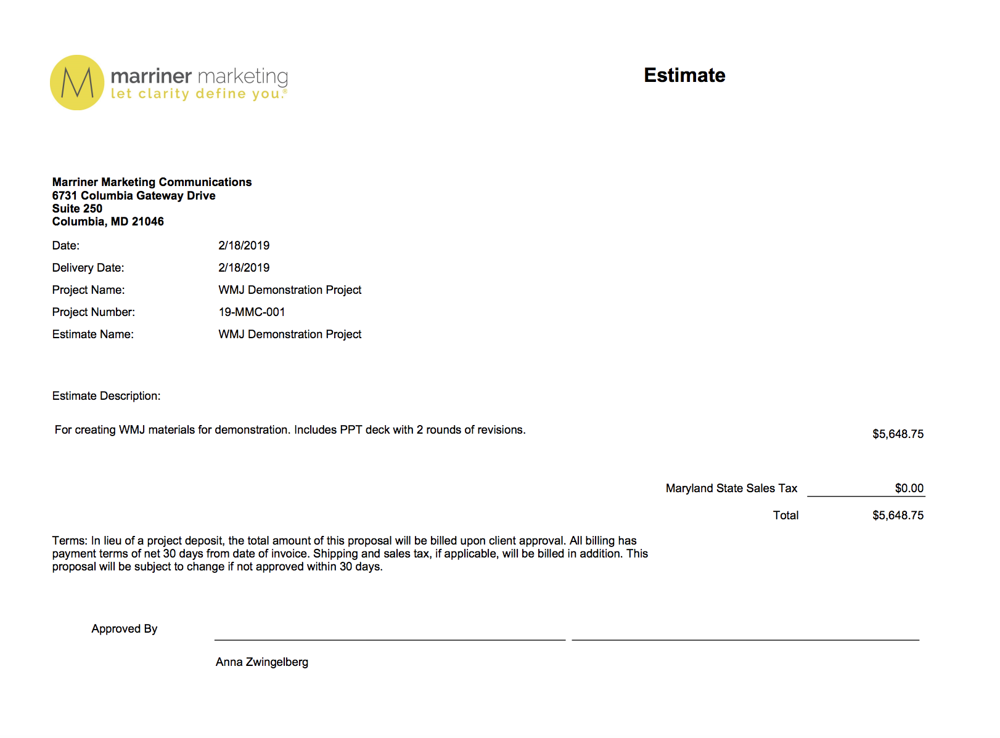 M marriner marketing
let clarity define you.®
Estimate
Marriner Marketing Communications
6731 Columbia Gateway Drive
Suite 250
Columbia, MD 21046
Date: 2/18/2019
Delivery Date: 2/18/2019
Project Name: WMJ Demonstration Project
Project Number: 19-MMC-001
Estimate Name: WMJ Demonstration Project
Estimate Description:
For creating WMJ materials for demonstration. Includes PPT deck with 2 rounds of revisions. $5,648.75
Maryland State Sales Tax $0.00
Total $5,648.75
Terms: In lieu of a project deposit, the total amount of this proposal will be billed upon client approval. All billing has
payment terms of net 30 days from date of invoice. Shipping and sales tax, if applicable, will be billed in addition. This
proposal will be subject to change if not approved within 30 days.
Approved By
Anna Zwingelberg